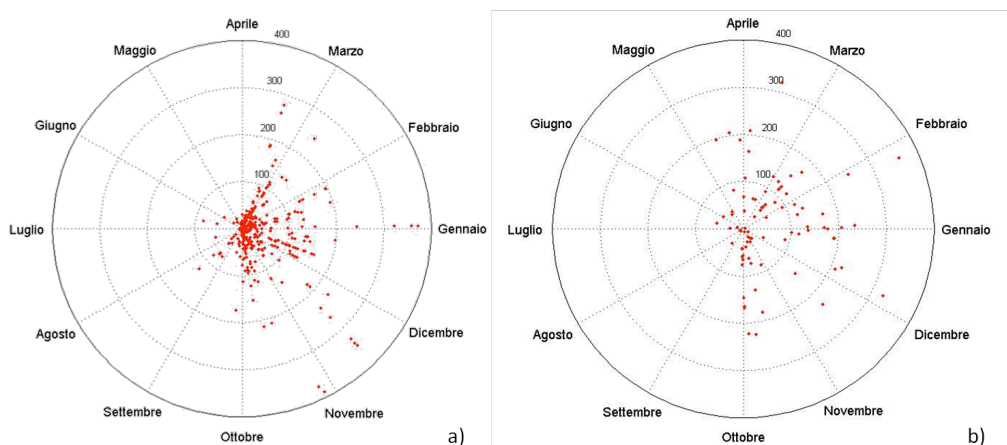 Aprile
400
Maggio
Marzo
300
Giugno
Febbraio
200
100
Luglio
Gennaio
Agosto
Dicembre
Settembre
Novembre
Ottobre
a)
Aprile
400
Maggio
Marzo
300
Giugno
Febbraio
200
100
Luglio
Gennaio
Agosto
Dicembre
Settembre
Novembre
Ottobre
b)